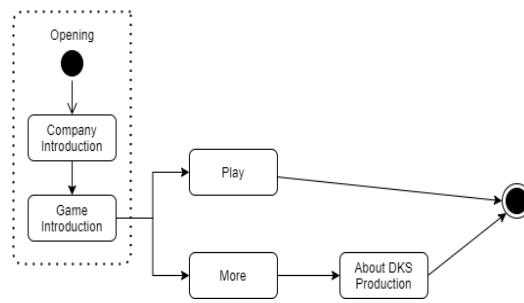 Opening
Company
Introduction
Game
Introduction
Play
More
About DKS
Production